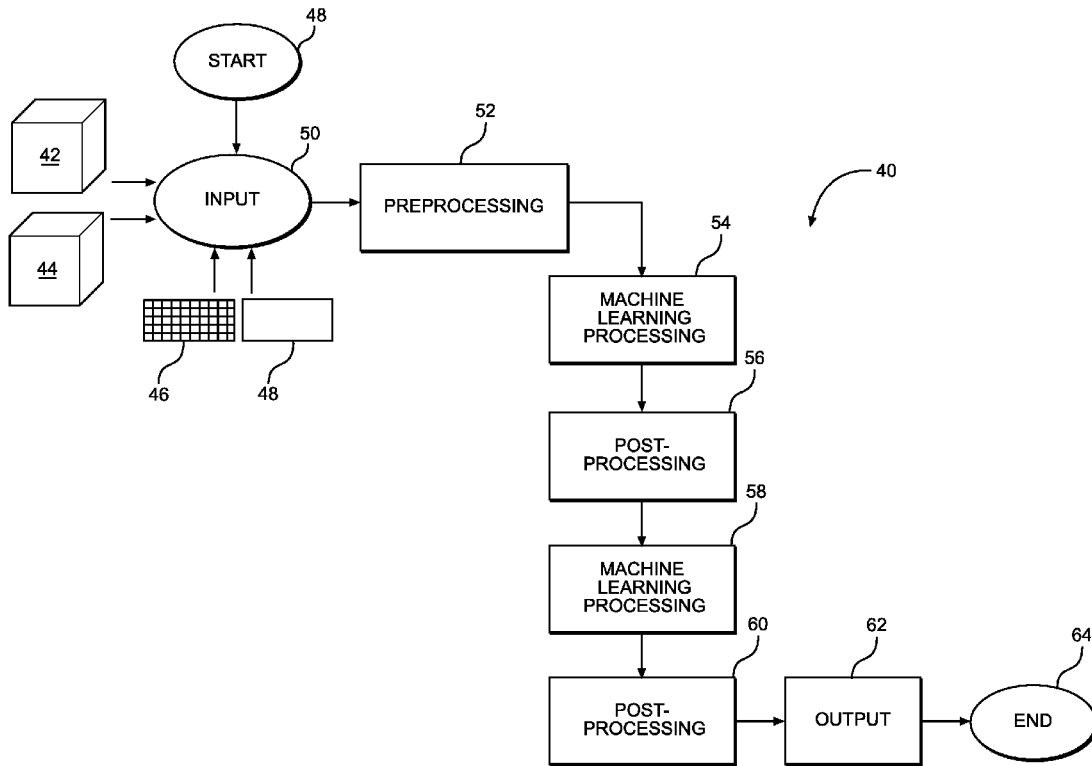 48
START
42
50
INPUT
52
PREPROCESSING
40
44
46
48
54
MACHINE
LEARNING
PROCESSING
56
POST-
PROCESSING
58
MACHINE
LEARNING
PROCESSING
60
POST-
PROCESSING
62
OUTPUT
64
END